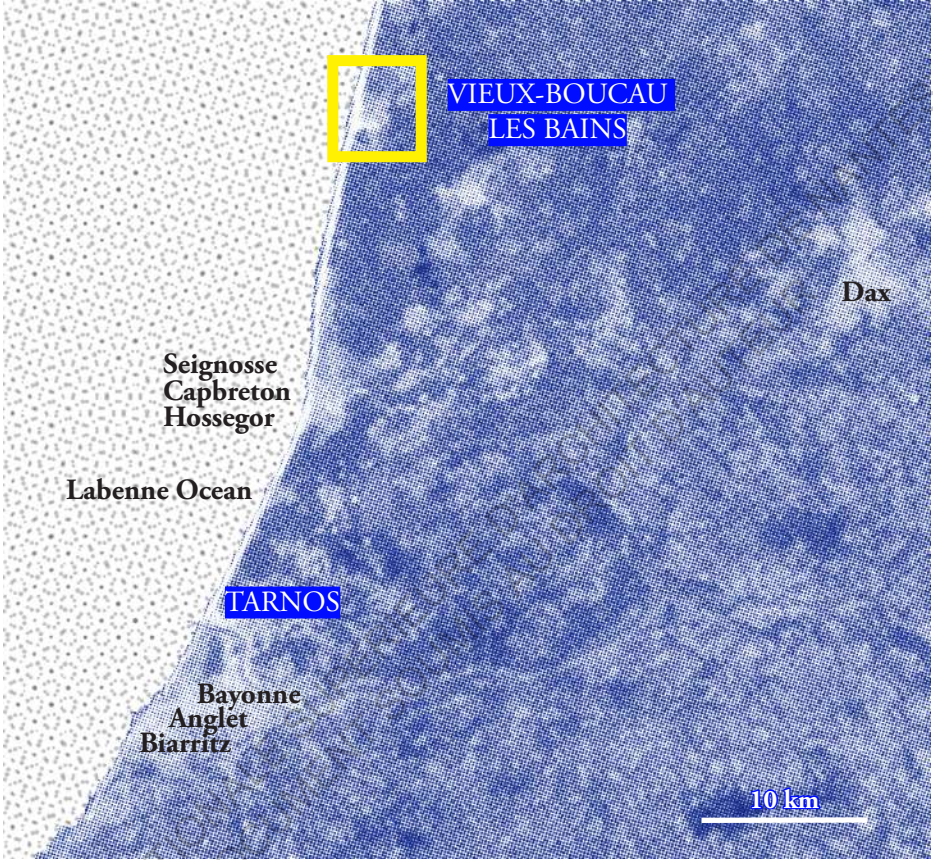 VIEUX-BOUCAU
LES BAINS
Dax
Seignosse
Capbreton
Hossegor
Labenne Ocean
TARNOS
Bayonne
Anglet
Biarritz
10 km